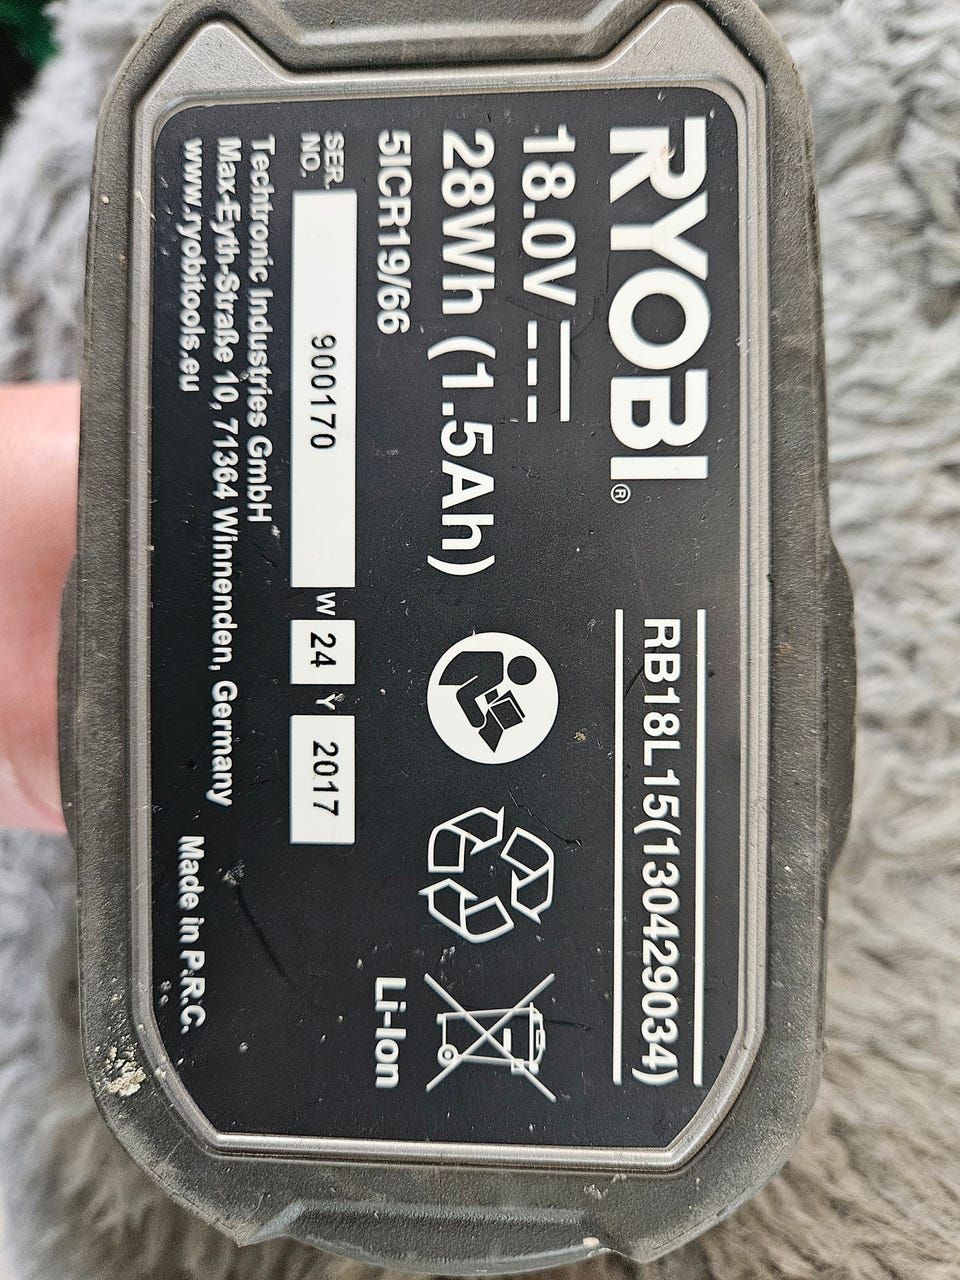 RYOBI®
RB18L15(130429034)
18.0V
28Wh (1.5Ah)
5ICR19/66
Li-Ion
SER.
NO. 900170 W 24 Y 2017
Techtronic Industries GmbH
Max-Eyth-Straße 10, 71364 Winnenden, Germany
www.ryobitools.eu
Made in P.R.C.